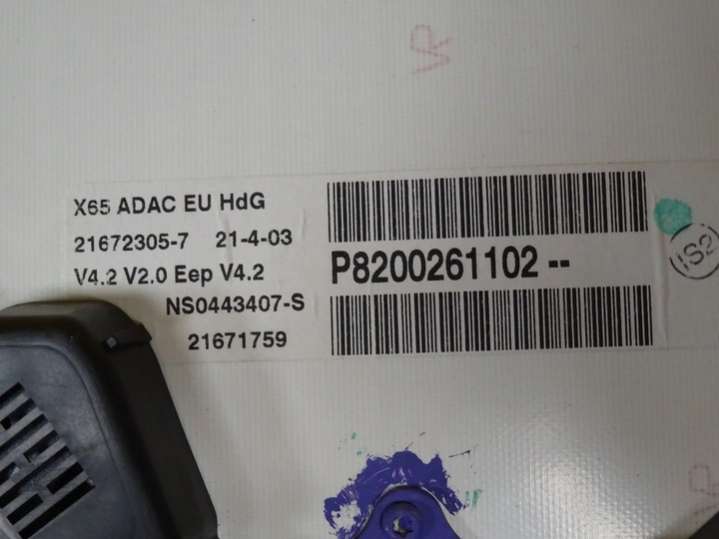 VR
X65 ADAC EU HdG
21672305-7 21-4-03
V4.2 V2.0 Eep V4.2
NS0443407-S
21671759
P8200261102 --
IS2